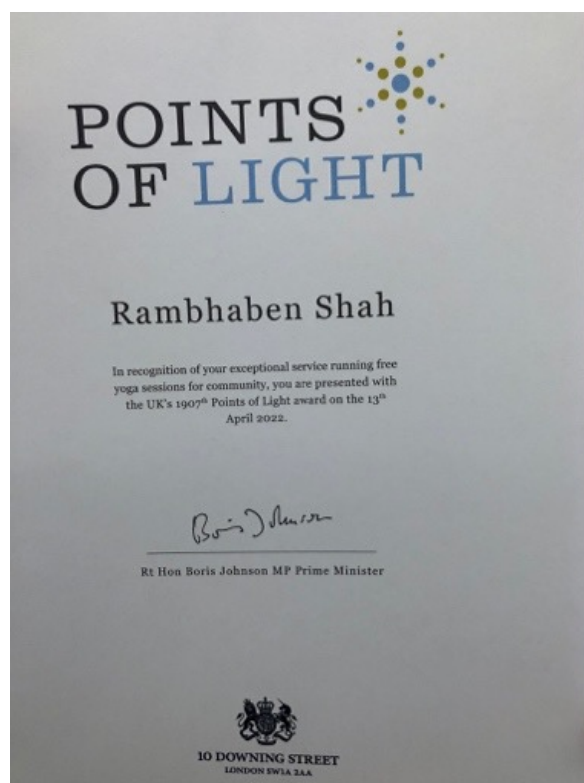 POINTS
OF LIGHT
Rambhaben Shah
In recognition of your exceptional service running free
yoga sessions for community, you are presented with
the UK's 1907th Points of Light award on the 13th
April 2022.
Boris Johnson
Rt Hon Boris Johnson MP Prime Minister
10 DOWNING STREET
LONDON SW1A 2AA